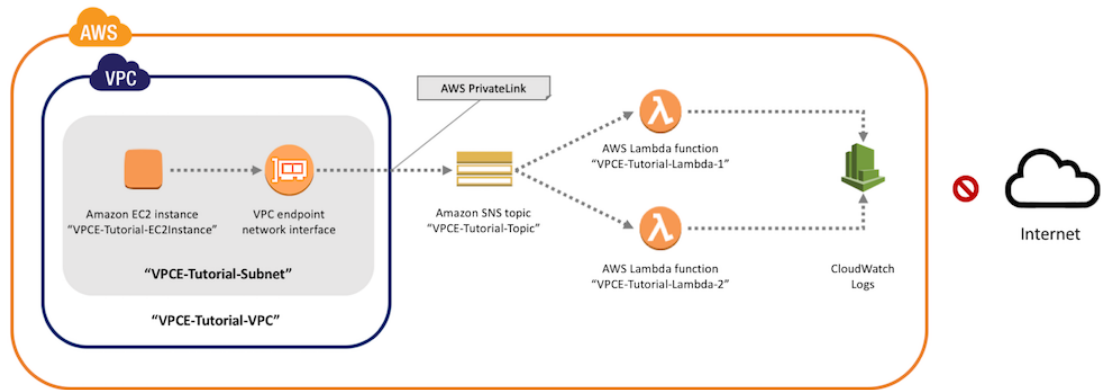 AWS
VPC
AWS PrivateLink
AWS Lambda function
“VPCE-Tutorial-Lambda-1”
Amazon EC2 instance
“VPCE-Tutorial-EC2Instance”
VPC endpoint
network interface
Amazon SNS topic
“VPCE-Tutorial-Topic”
Internet
“VPCE-Tutorial-Subnet”
AWS Lambda function
“VPCE-Tutorial-Lambda-2”
CloudWatch
Logs
“VPCE-Tutorial-VPC”